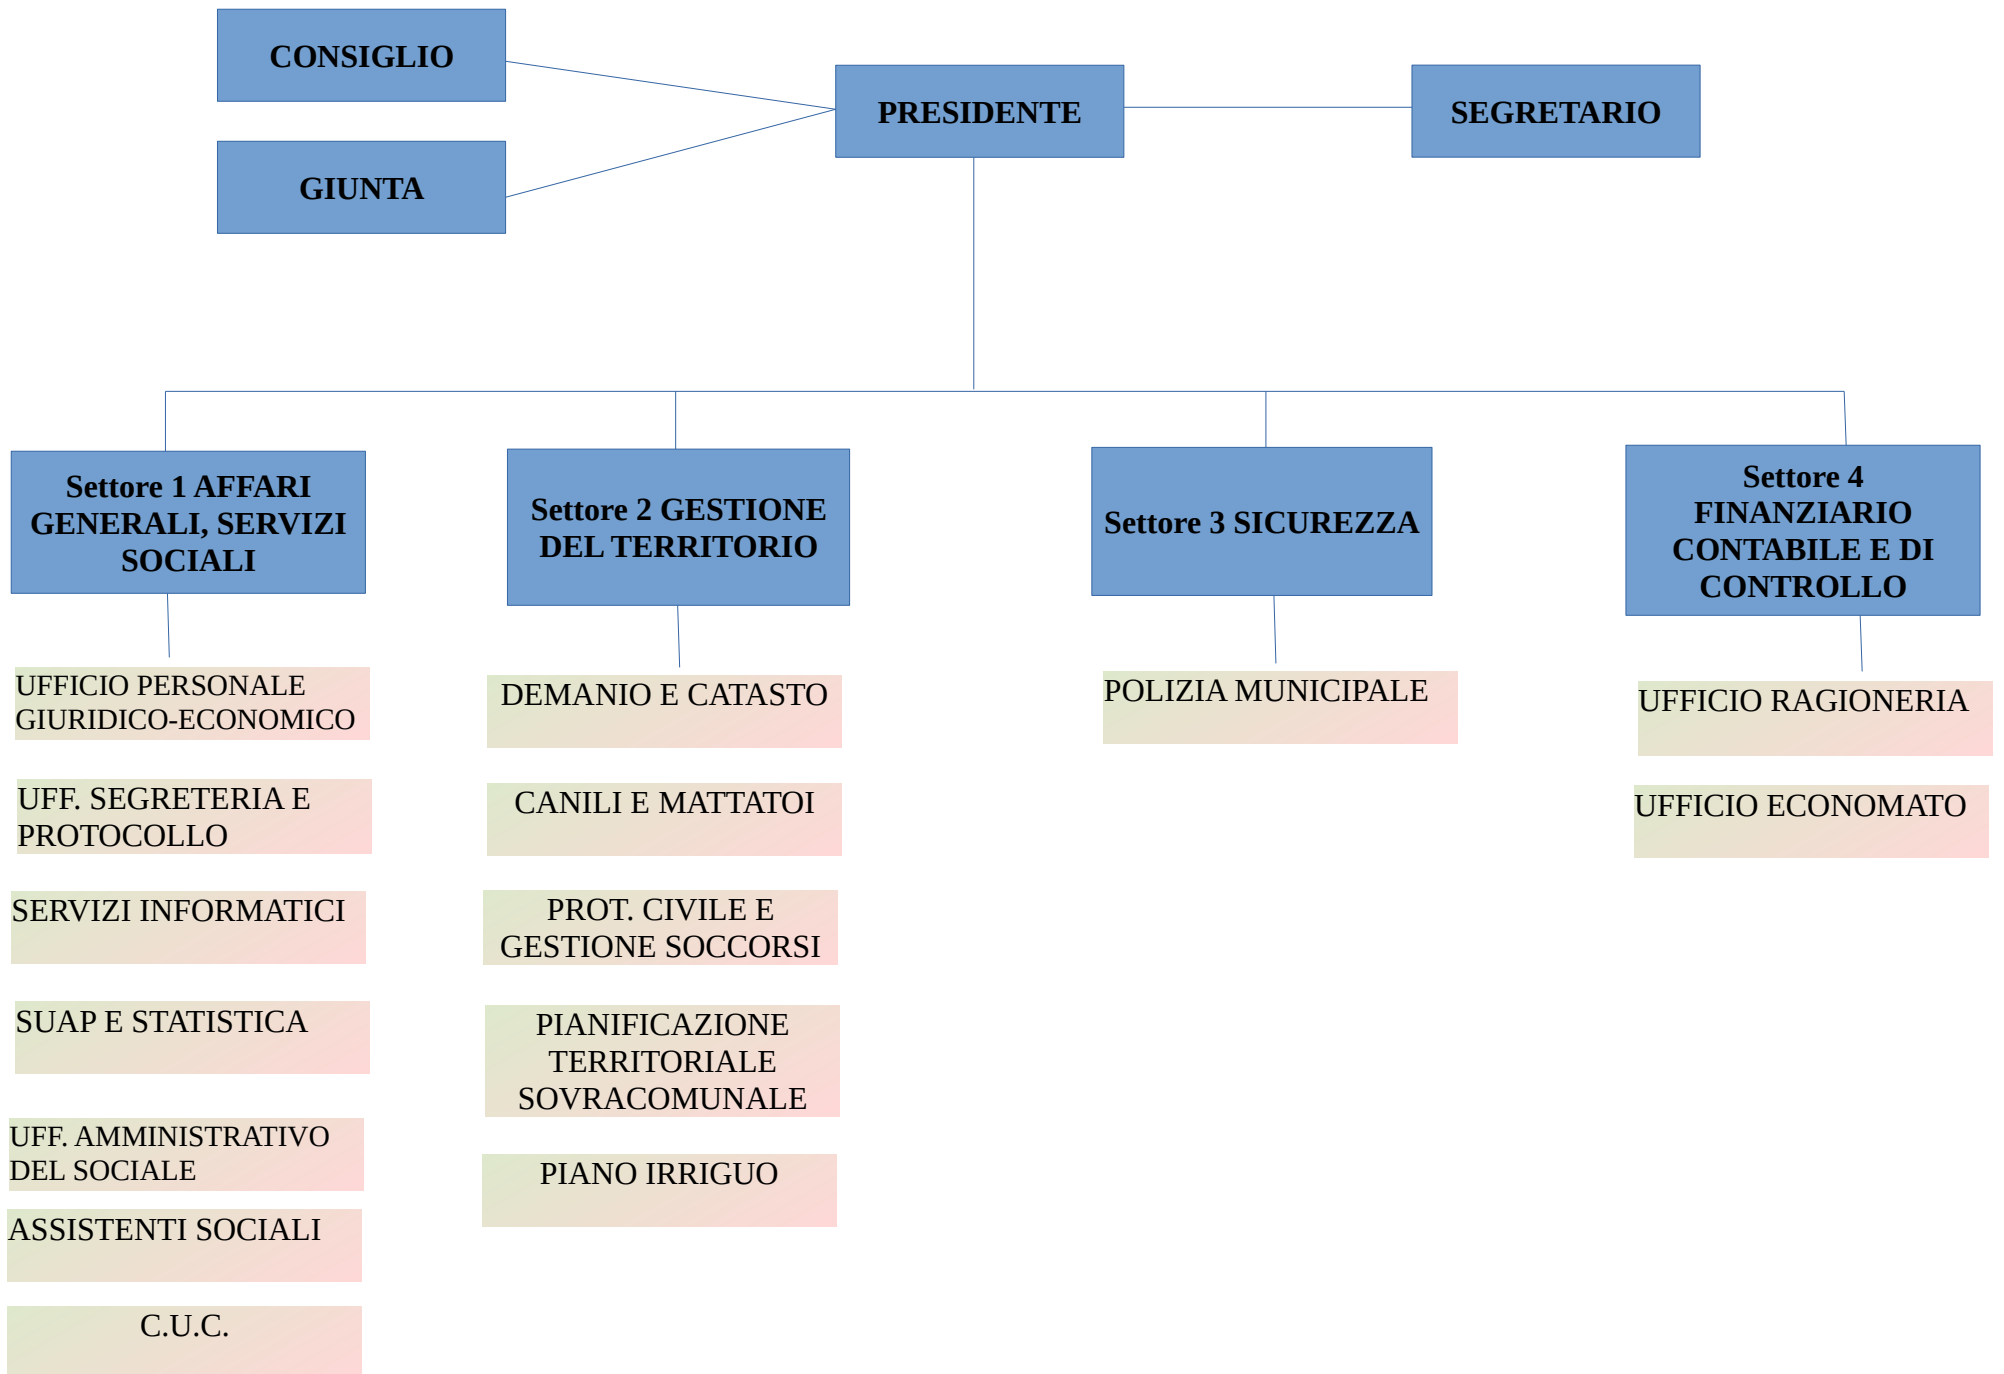 CONSIGLIO
GIUNTA
PRESIDENTE
SEGRETARIO
Settore 1 AFFARI
GENERALI, SERVIZI
SOCIALI
UFFICIO PERSONALE
GIURIDICO-ECONOMICO
UFF. SEGRETERIA E
PROTOCOLLO
SERVIZI INFORMATICI
SUAP E STATISTICA
UFF. AMMINISTRATIVO
DEL SOCIALE
ASSISTENTI SOCIALI
C.U.C.
Settore 2 GESTIONE
DEL TERRITORIO
DEMANIO E CATASTO
CANILI E MATTATOI
PROT. CIVILE E
GESTIONE SOCCORSI
PIANIFICAZIONE
TERRITORIALE
SOVRACOMUNALE
PIANO IRRIGUO
Settore 3 SICUREZZA
POLIZIA MUNICIPALE
Settore 4
FINANZIARIO
CONTABILE E DI
CONTROLLO
UFFICIO RAGIONERIA
UFFICIO ECONOMATO